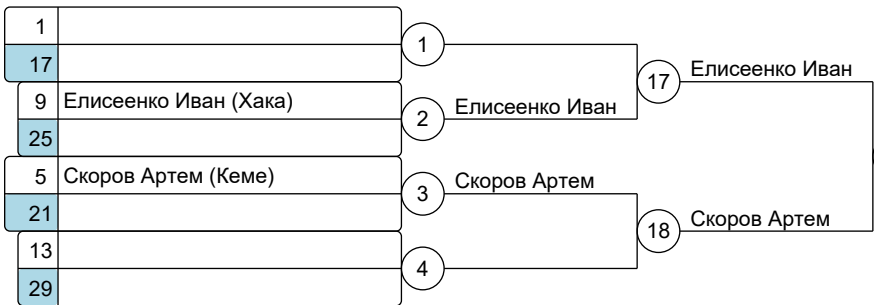 1
17
1
9 Елисеенко Иван (Хака)
25
2
Елисеенко Иван
17
Елисеенко Иван
5 Скоров Артем (Кеме)
21
3
Скоров Артем
13
29
4
18
Скоров Артем